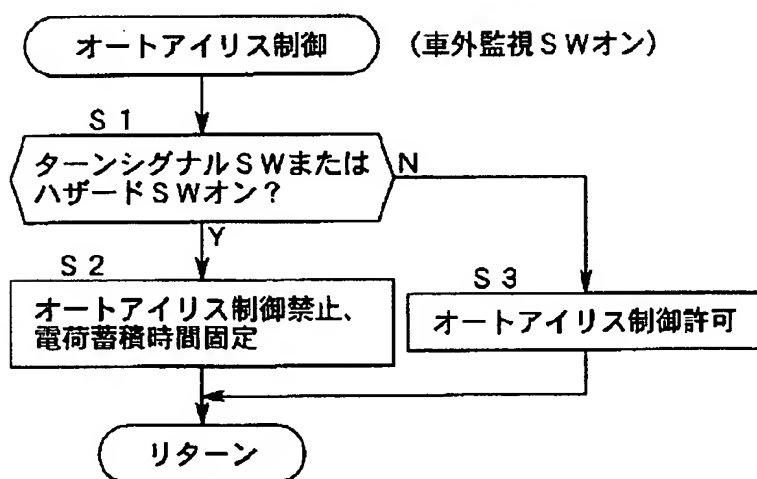 オートアイリス制御
(車外監視SWオン)
S1
ターンシグナルSWまたは
ハザードSWオン?
N
Y
S2
オートアイリス制御禁止、
電荷蓄積時間固定
S3
オートアイリス制御許可
リターン